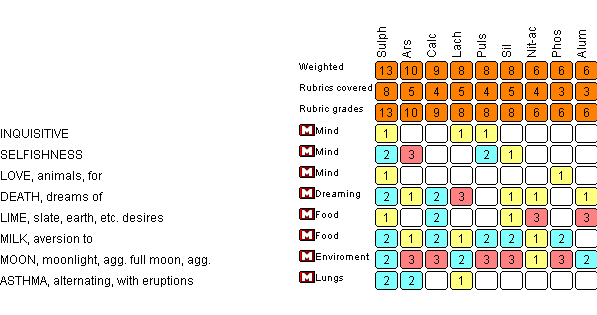 Sulph Ars Calc Lach Puls Sil Nit-ac Phos Alum
Weighted 13 10 9 8 8 8 6 6 6
Rubrics covered 8 5 4 5 4 5 4 3 3
Rubric grades 13 10 9 8 8 8 6 6 6
INQUISITIVE M Mind 1 1 1
SELFISHNESS M Mind 2 3 2 1
LOVE, animals, for M Mind 1 1
DEATH, dreams of M Dreaming 2 1 2 3 1 1 1
LIME, slate, earth, etc. desires M Food 1 2 1 3 3
MILK, aversion to M Food 2 1 2 1 2 2 1 2
MOON, moonlight, agg. full moon, agg. M Enviroment 2 3 3 2 3 3 1 3 2
ASTHMA, alternating, with eruptions M Lungs 2 2 1